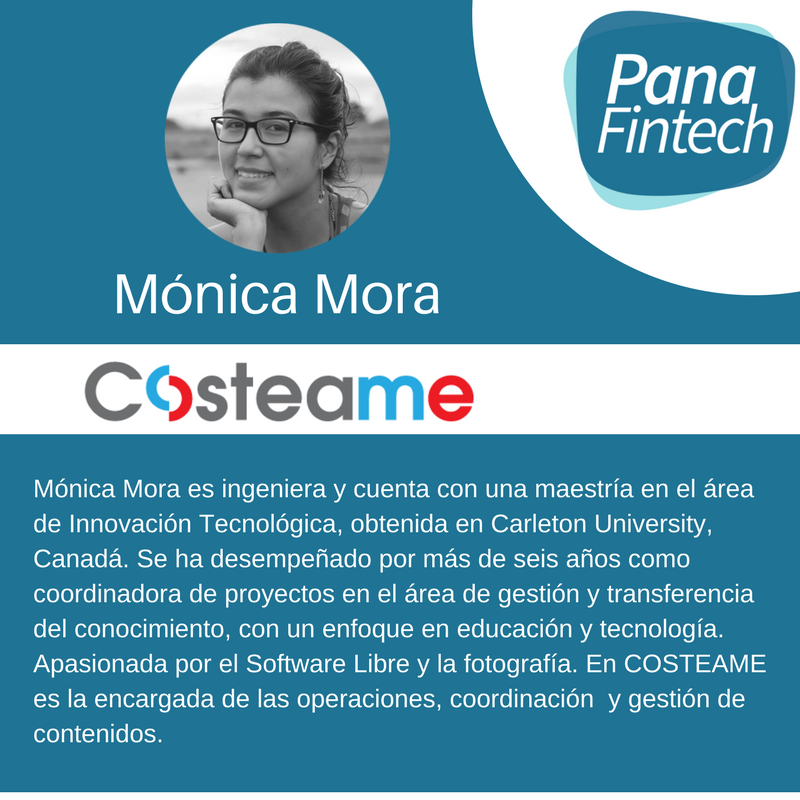 Pana
Fintech
Mónica Mora
Costeame
Mónica Mora es ingeniera y cuenta con una maestría en el área
de Innovación Tecnológica, obtenida en Carleton University,
Canadá. Se ha desempeñado por más de seis años como
coordinadora de proyectos en el área de gestión y transferencia
del conocimiento, con un enfoque en educación y tecnología.
Apasionada por el Software Libre y la fotografía. En COSTEAME
es la encargada de las operaciones, coordinación  y gestión de
contenidos.